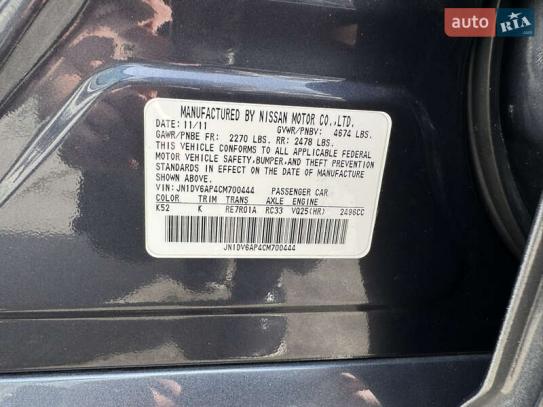 auto RIA
MANUFACTURED BY NISSAN MOTOR CO.,LTD.
DATE: 11/11 GVWR/PNBV: 4674 LBS.
GAWR/PNBE FR: 2270 LBS. RR: 2478 LBS.
THIS VEHICLE CONFORMS TO ALL APPLICABLE FEDERAL
MOTOR VEHICLE SAFETY,BUMPER,AND THEFT PREVENTION
STANDARDS IN EFFECT ON THE DATE OF MANUFACTURE
SHOWN ABOVE.
VIN: JN1DV6AP4CM700444 PASSENGER CAR
COLOR TRIM TRANS AXLE ENGINE
K52 K RE7R01A RC33 VQ25(HR) 2496CC
JN1DV6AP4CM700444